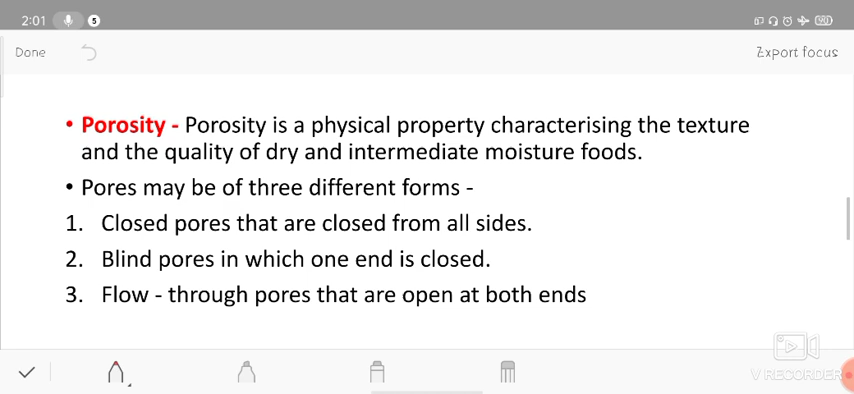 2:01 5
Done
Export focus
• Porosity - Porosity is a physical property characterising the texture
and the quality of dry and intermediate moisture foods.
• Pores may be of three different forms -
1. Closed pores that are closed from all sides.
2. Blind pores in which one end is closed.
3. Flow - through pores that are open at both ends
V RECORDER